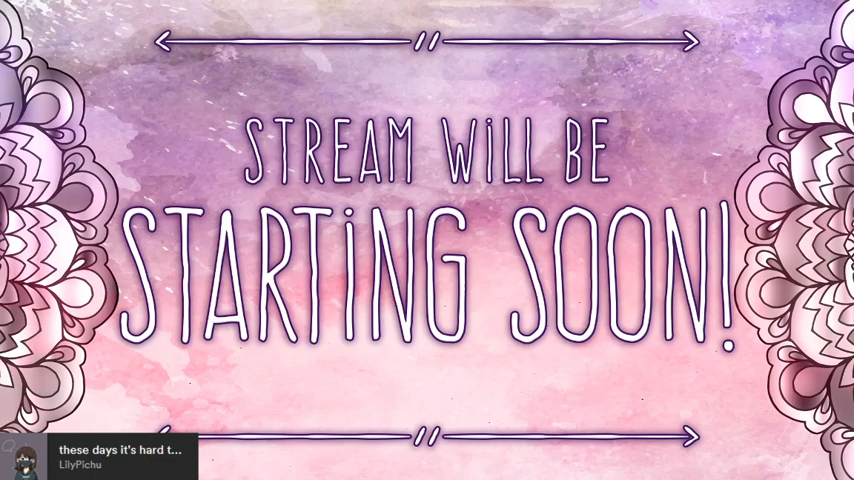 STREAM WiLL BE
STARTiNG SOON!
these days it's hard t...
LilyPichu